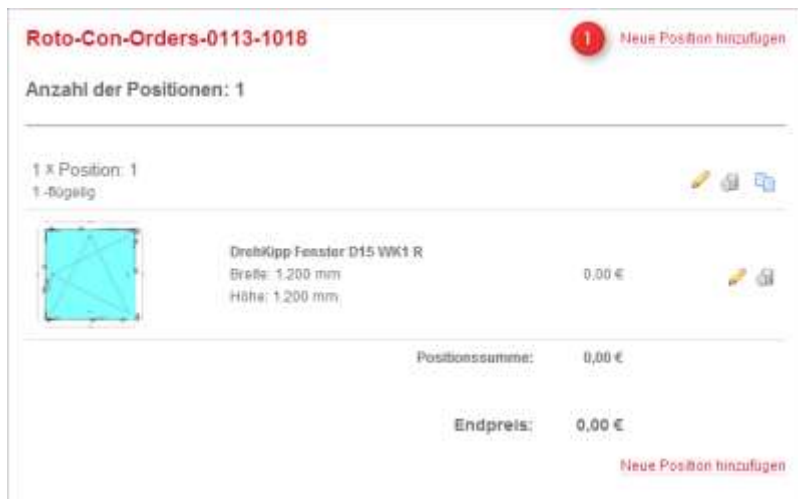 Roto-Con-Orders-0113-1018
1 Neue Position hinzufügen
Anzahl der Positionen: 1
1 x Position: 1
1-flügelig
DrehKipp Fenster D15 WK1 R
Breite: 1.200 mm
0,00 €
Höhe: 1.200 mm
Positionssumme: 0,00 €
Endpreis: 0,00 €
Neue Position hinzufügen